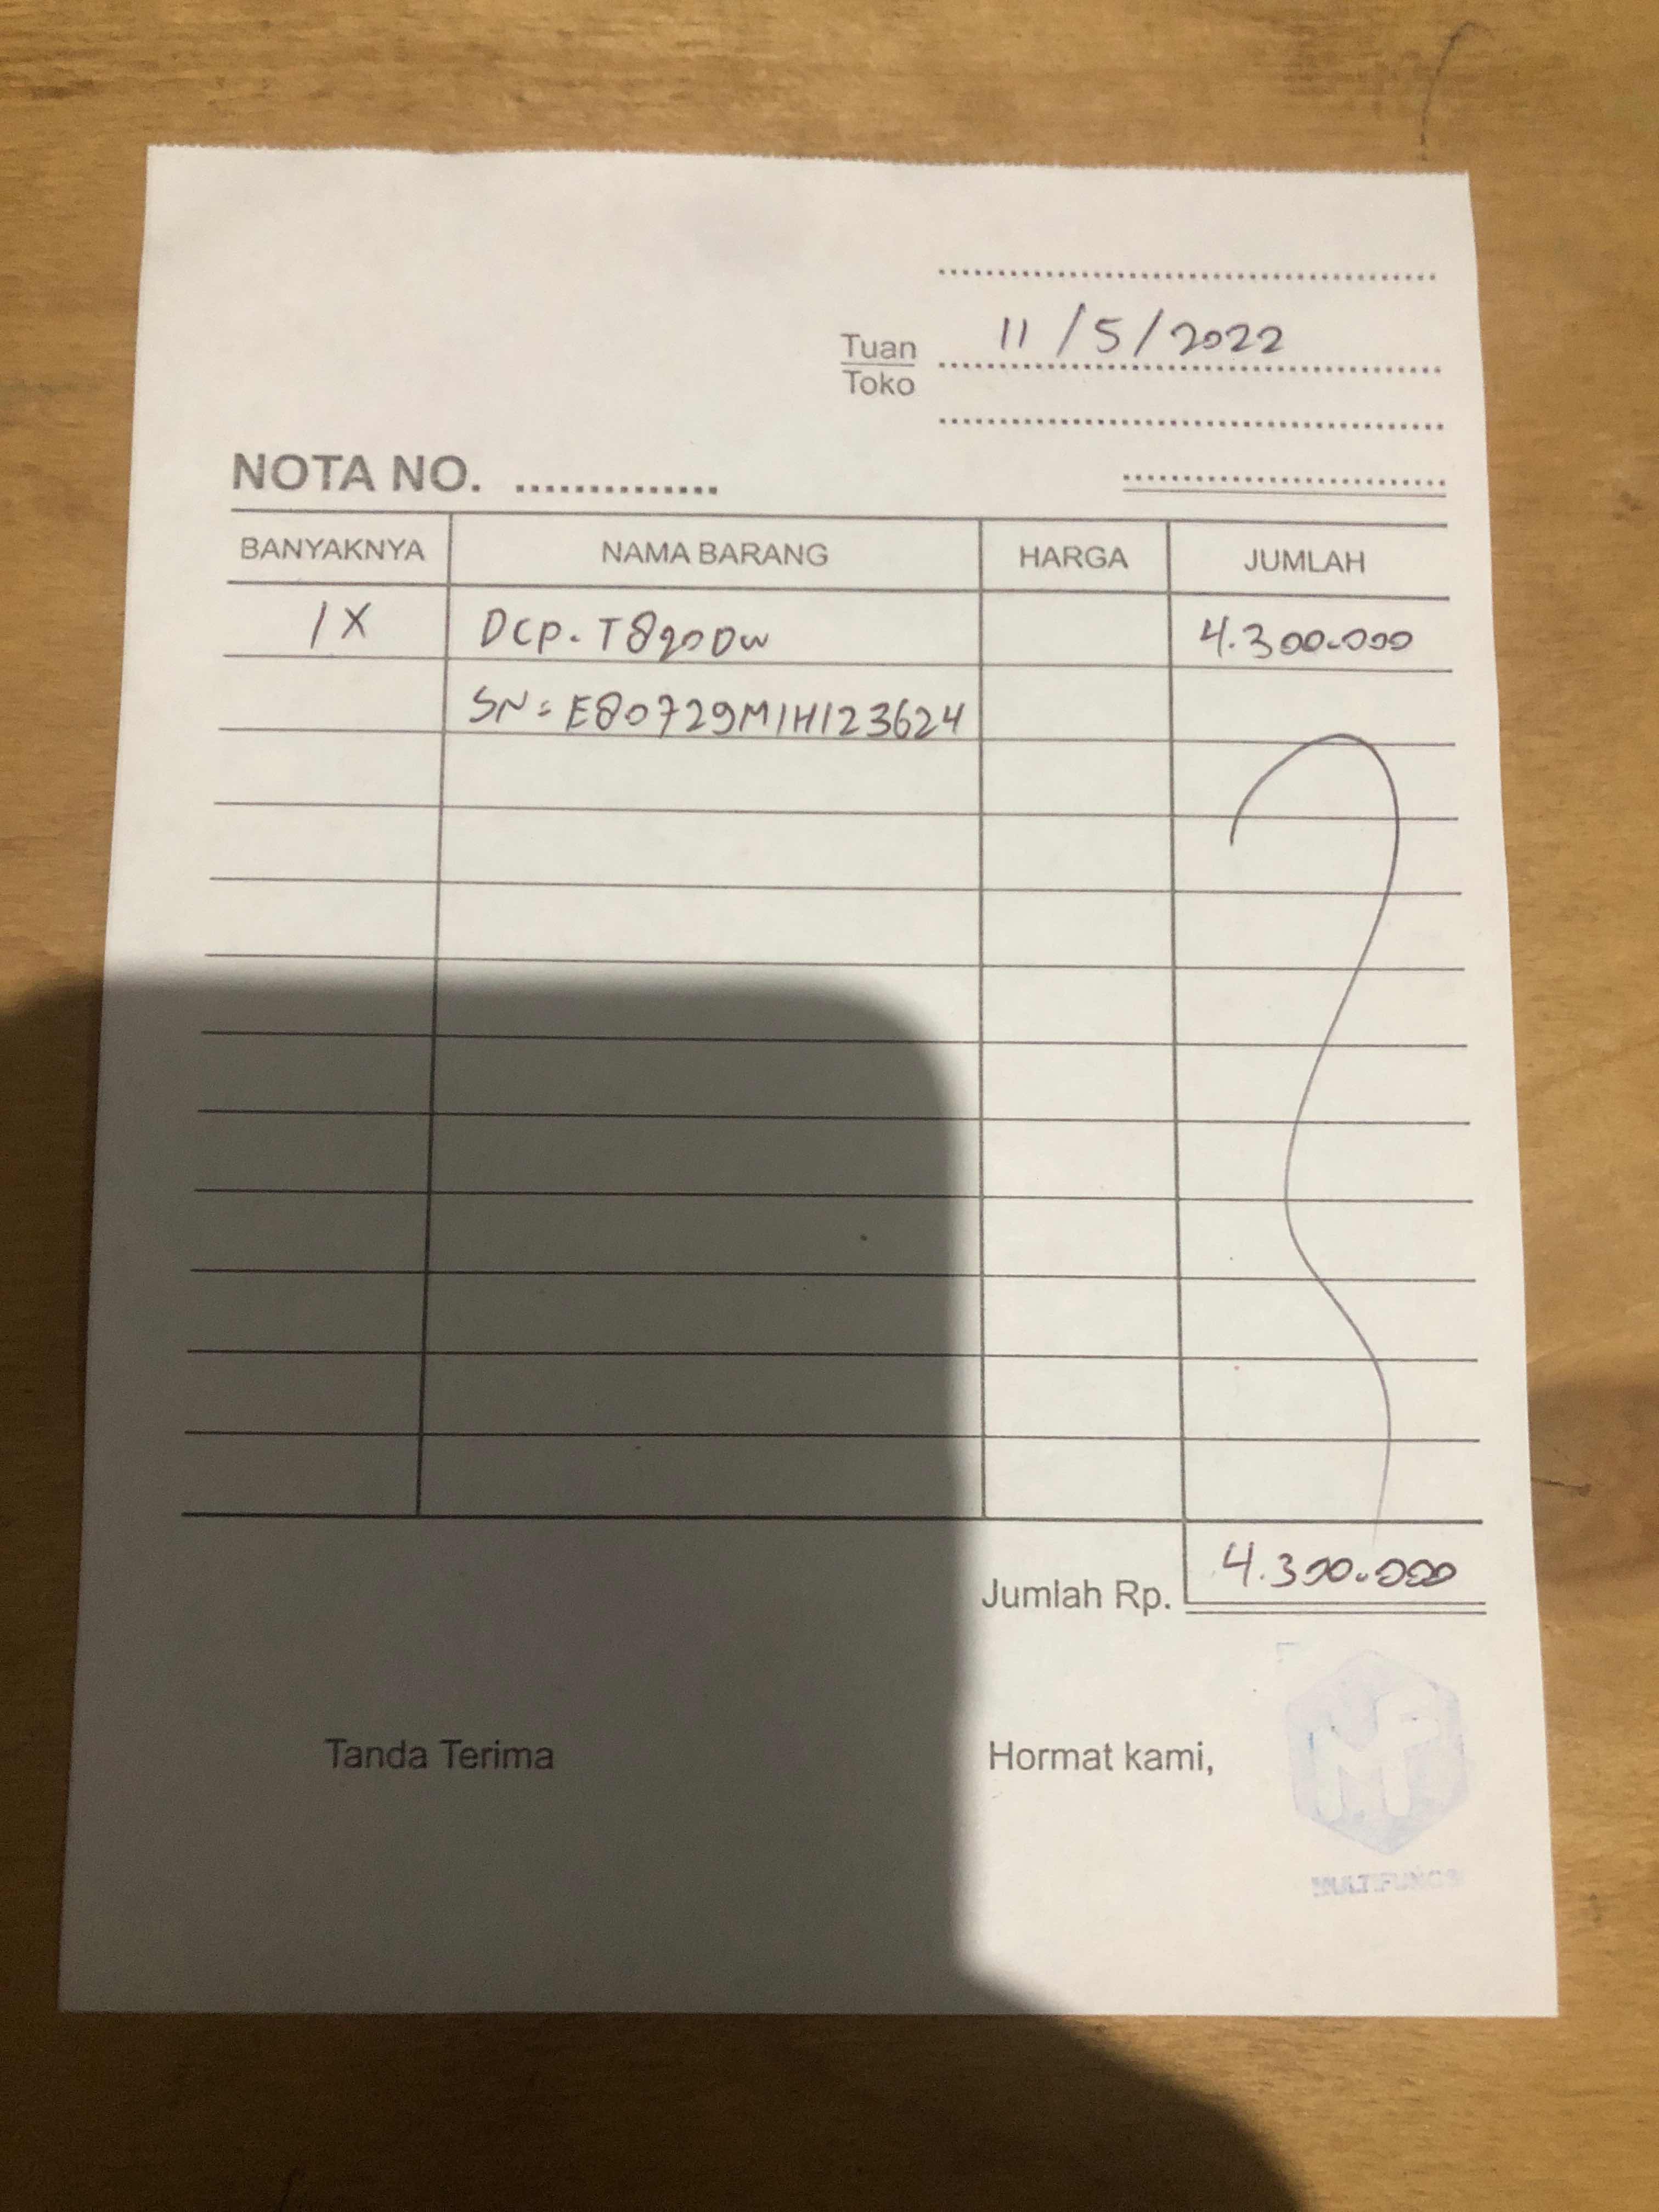 11/5/2022
Tuan
Toko
NOTA NO. ..............
BANYAKNYA NAMA BARANG HARGA JUMLAH
1X DCP-T820DW 4.300.000
SN = E80729M1H123624
Jumlah Rp. 4.300.000
Tanda Terima Hormat kami,
MF